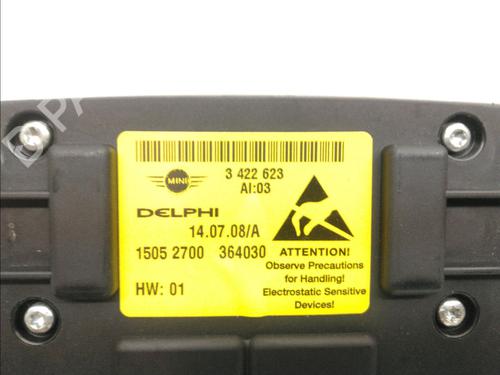 3 422 623
MINI
AI:03
DELPHI
14.07.08/A
1505 2700 364030
HW: 01
ATTENTION!
Observe Precautions
for Handling!
Electrostatic Sensitive
Devices!